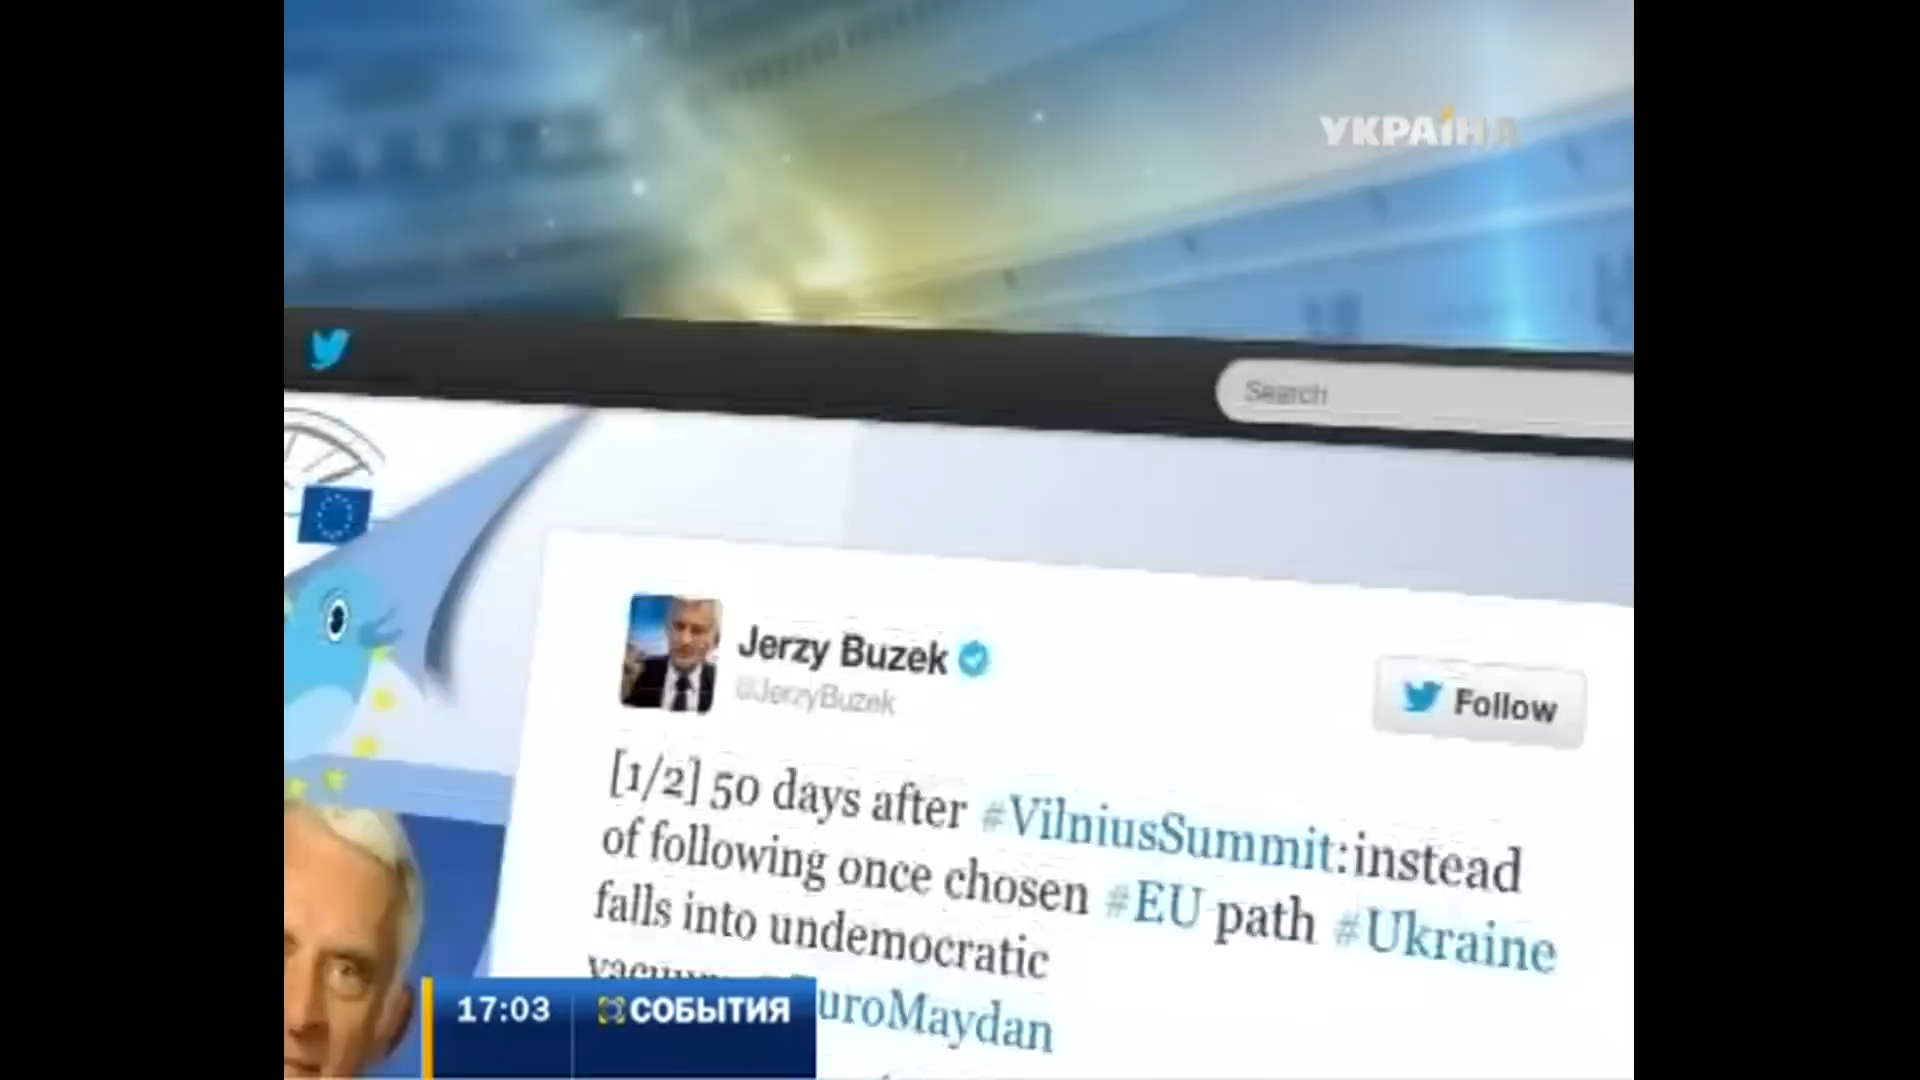 УКРАЇНА
Search
Jerzy Buzek
@JerzyBuzek
Follow
[1/2] 50 days after #VilniusSummit:instead
of following once chosen #EU path #Ukraine
falls into undemocratic
uroMaydan
17:03 СОБЫТИЯ